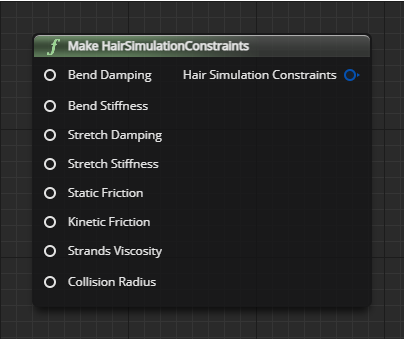 Make HairSimulationConstraints
Bend Damping
Hair Simulation Constraints
Bend Stiffness
Stretch Damping
Stretch Stiffness
Static Friction
Kinetic Friction
Strands Viscosity
Collision Radius